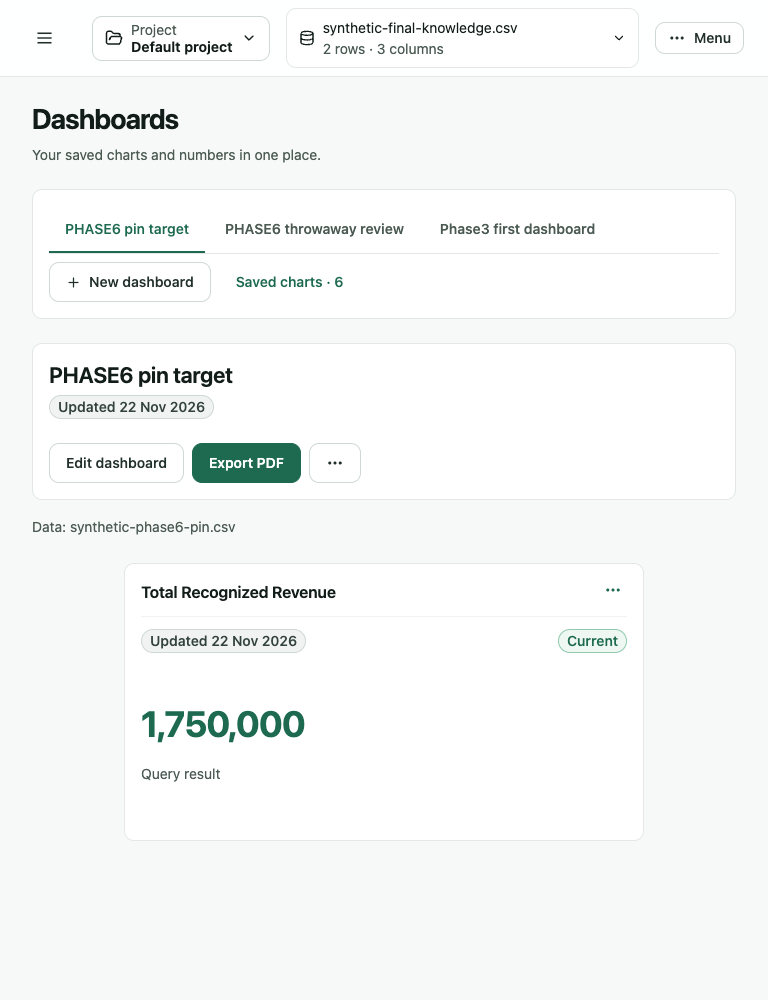 Project
Default project
synthetic-final-knowledge.csv
2 rows · 3 columns
Menu
Dashboards
Your saved charts and numbers in one place.
PHASE6 pin target
PHASE6 throwaway review
Phase3 first dashboard
New dashboard
Saved charts · 6
PHASE6 pin target
Updated 22 Nov 2026
Edit dashboard
Export PDF
Data: synthetic-phase6-pin.csv
Total Recognized Revenue
Updated 22 Nov 2026
Current
1,750,000
Query result